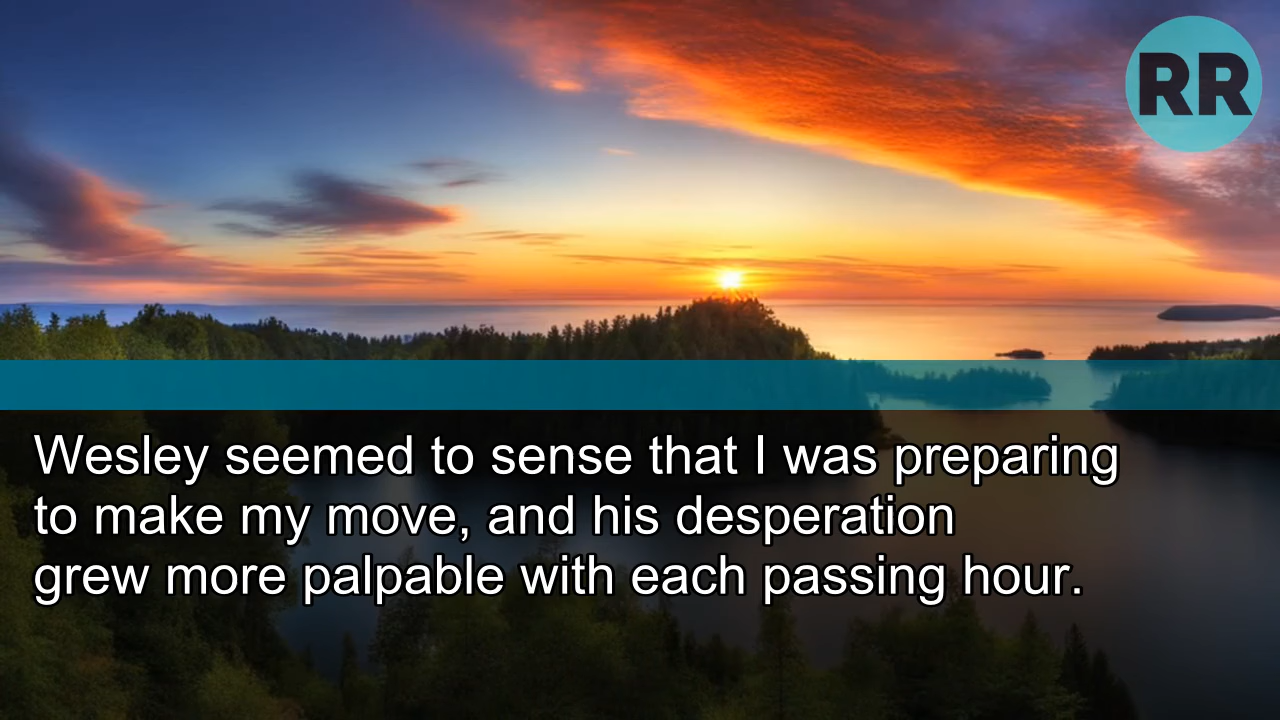 RR
Wesley seemed to sense that I was preparing
to make my move, and his desperation
grew more palpable with each passing hour.